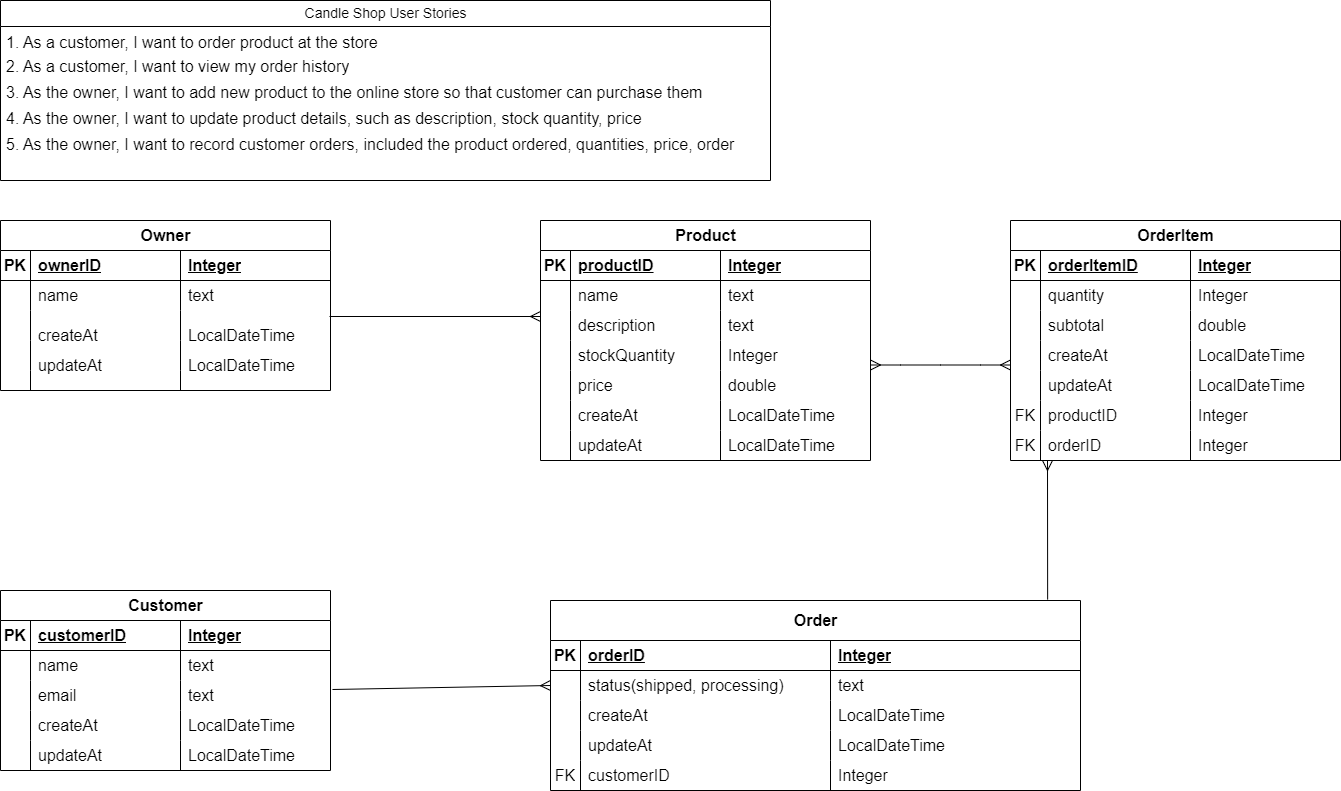 Candle Shop User Stories
1. As a customer, I want to order product at the store
2. As a customer, I want to view my order history
3. As the owner, I want to add new product to the online store so that customer can purchase them
4. As the owner, I want to update product details, such as description, stock quantity, price
5. As the owner, I want to record customer orders, included the product ordered, quantities, price, order
Owner
PK ownerID Integer
name text
createAt LocalDateTime
updateAt LocalDateTime
Product
PK productID Integer
name text
description text
stockQuantity Integer
price double
createAt LocalDateTime
updateAt LocalDateTime
OrderItem
PK orderItemID Integer
quantity Integer
subtotal double
createAt LocalDateTime
updateAt LocalDateTime
FK productID Integer
FK orderID Integer
Customer
PK customerID Integer
name text
email text
createAt LocalDateTime
updateAt LocalDateTime
Order
PK orderID Integer
status(shipped, processing) text
createAt LocalDateTime
updateAt LocalDateTime
FK customerID Integer